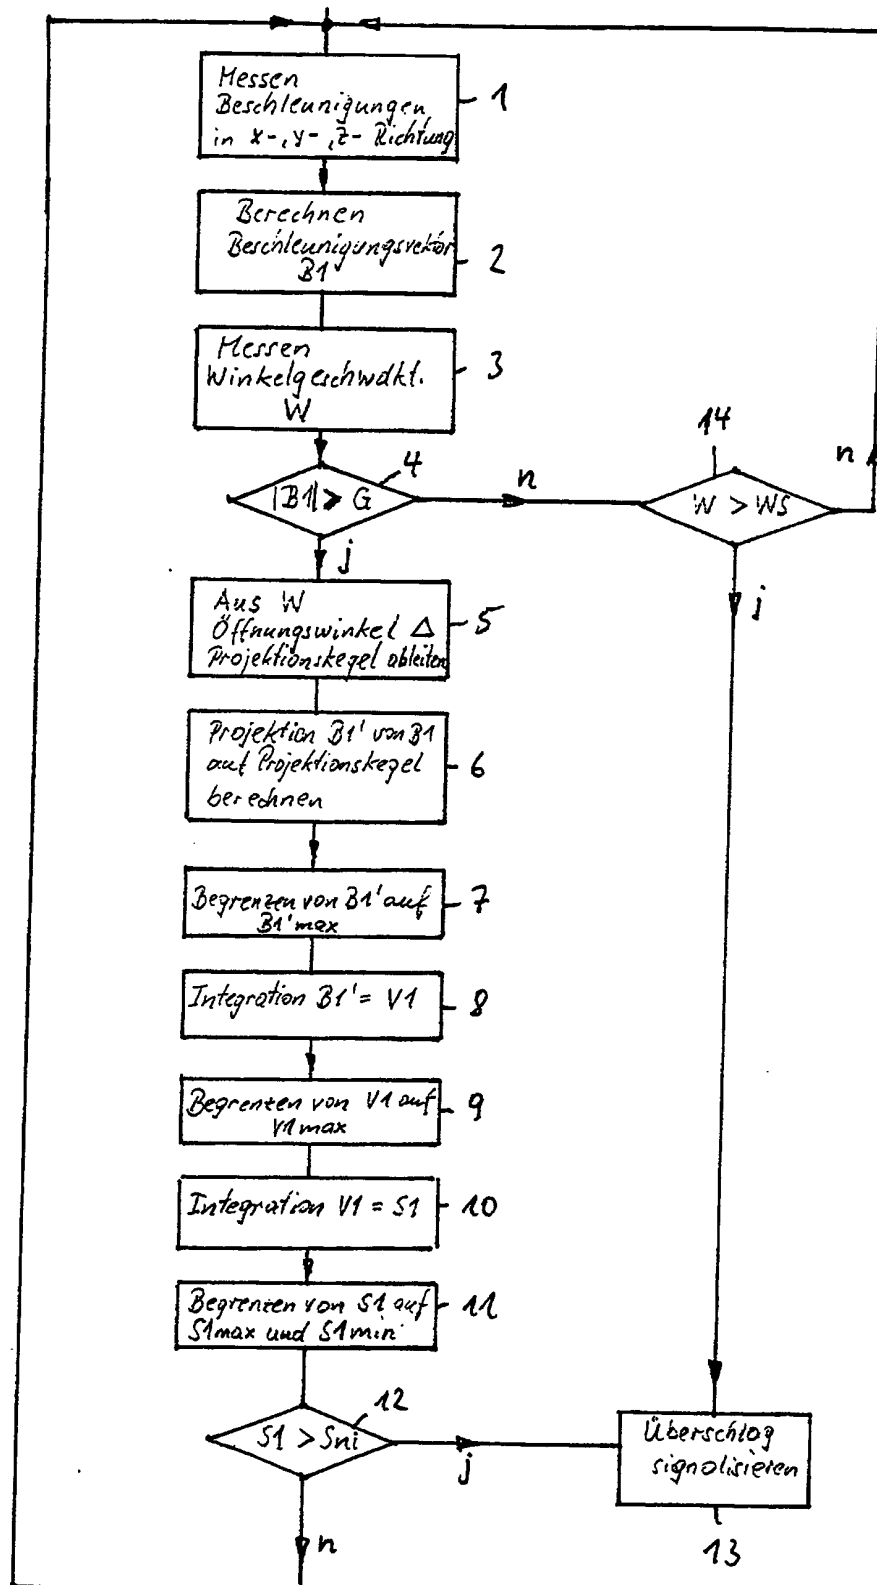 Messen
Beschleunigungen
in x-, y-, z- Richtung
1
Berechnen
Beschleunigungsvektor
B1
2
Messen
Winkelgeschwdkt.
W
3
|B1| > G
4
n
j
W > WS
14
n
j
Aus W
Öffnungswinkel Δ
Projektionskegel ableiten
5
Projektion B1' von B1
auf Projektionskegel
berechnen
6
Begrenzen von B1' auf
B1'max
7
Integration B1' = V1
8
Begrenzen von V1 auf
V1max
9
Integration V1 = S1
10
Begrenzen von S1 auf
S1max und S1min
11
S1 > Sni
12
j
n
Überschlag
signalisieren
13